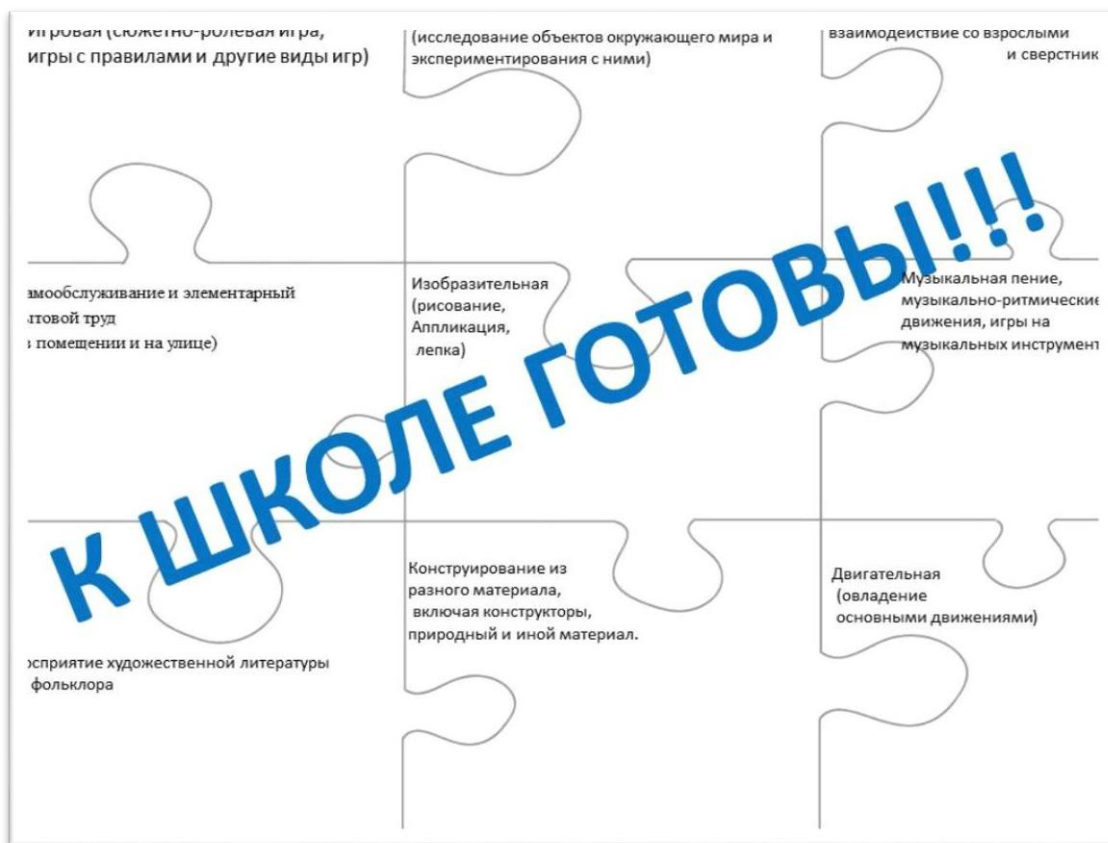 игровая (сюжетно-ролевая игра,
игры с правилами и другие виды игр)
(исследование объектов окружающего мира и
экспериментирования с ними)
взаимодействие со взрослыми
и сверстник
амообслуживание и элементарный
ытовой труд
в помещении и на улице)
Изобразительная
(рисование,
Аппликация,
лепка)
Музыкальная пение,
музыкально-ритмические
движения, игры на
музыкальных инструмент
К ШКОЛЕ ГОТОВЫ!!!
осприятие художественной литературы
фольклора
Конструирование из
разного материала,
включая конструкторы,
природный и иной материал.
Двигательная
(овладение
основными движениями)